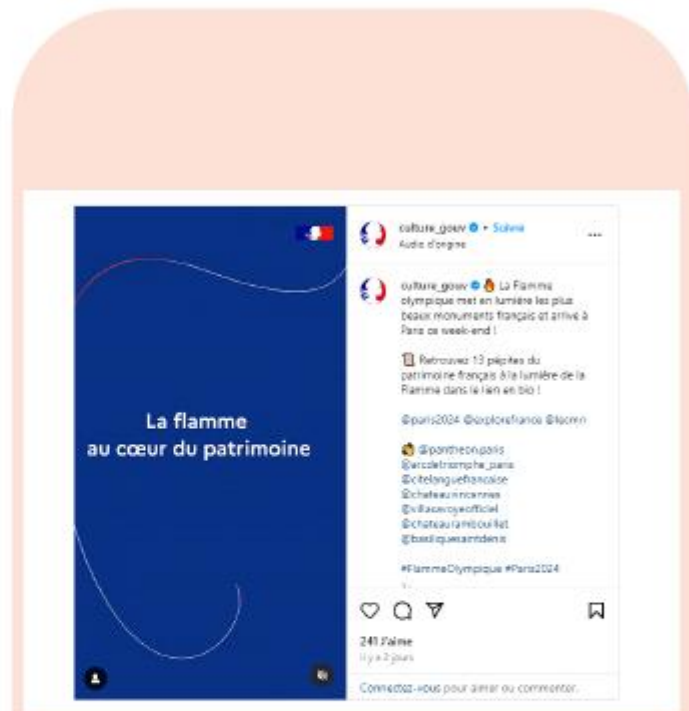 La flamme
au cœur du patrimoine
culture_gouv • Suivre
Audio d'origine
culture_gouv La Flamme
olympique met en lumière les plus
beaux monuments français et arrive à
Paris ce week-end !
Retrouvez 13 pépites du
patrimoine français à la lumière de la
Flamme dans le lien en bio !
@paris2024 @explorefrance @lecmn
@pantheon.paris
@arcdetriomphe_paris
@citelanguefrancaise
@chateauvincennes
@villasavoyeofficiel
@chateaurambouillet
@basiliquesaintdenis
#FlammeOlympique #Paris2024
241 J'aime
il y a 2 jours
Connectez-vous pour aimer ou commenter.